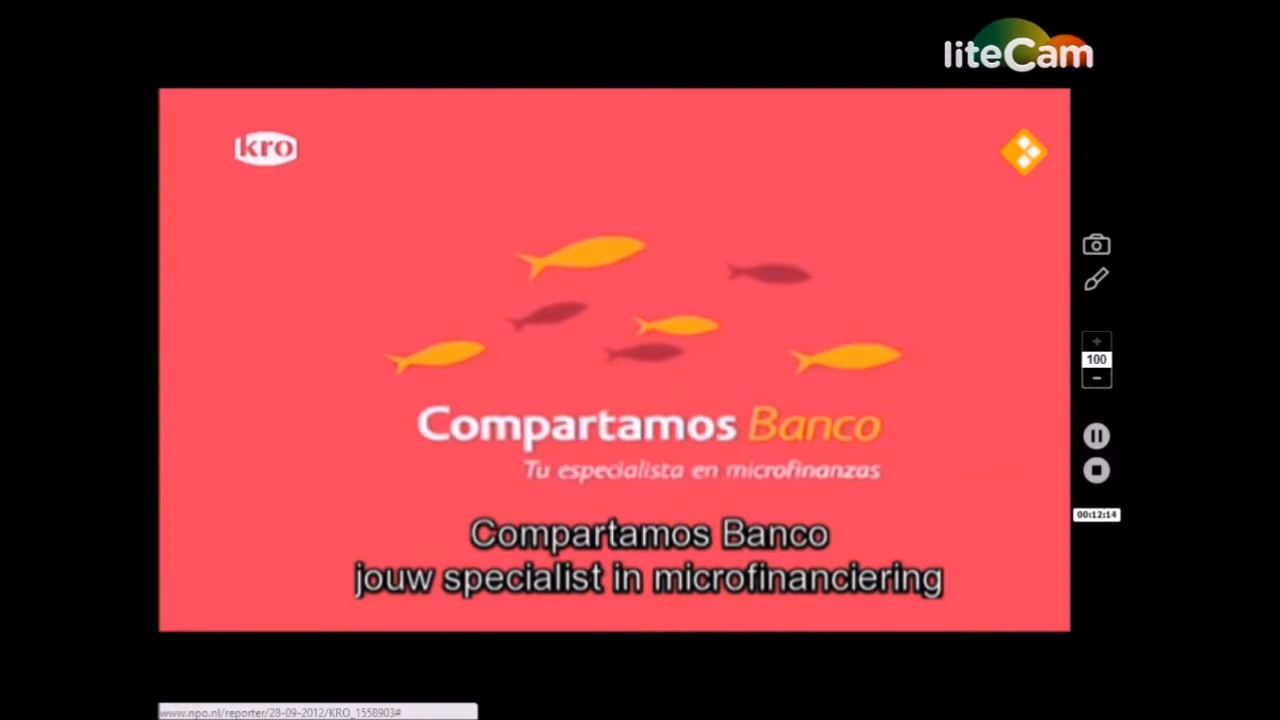 liteCam
kro
100
Compartamos Banco
Tu especialista en microfinanzas
00:12:14
Compartamos Banco
jouw specialist in microfinanciering
www.npo.nl/reporter/28-09-2012/KRO_1558903#